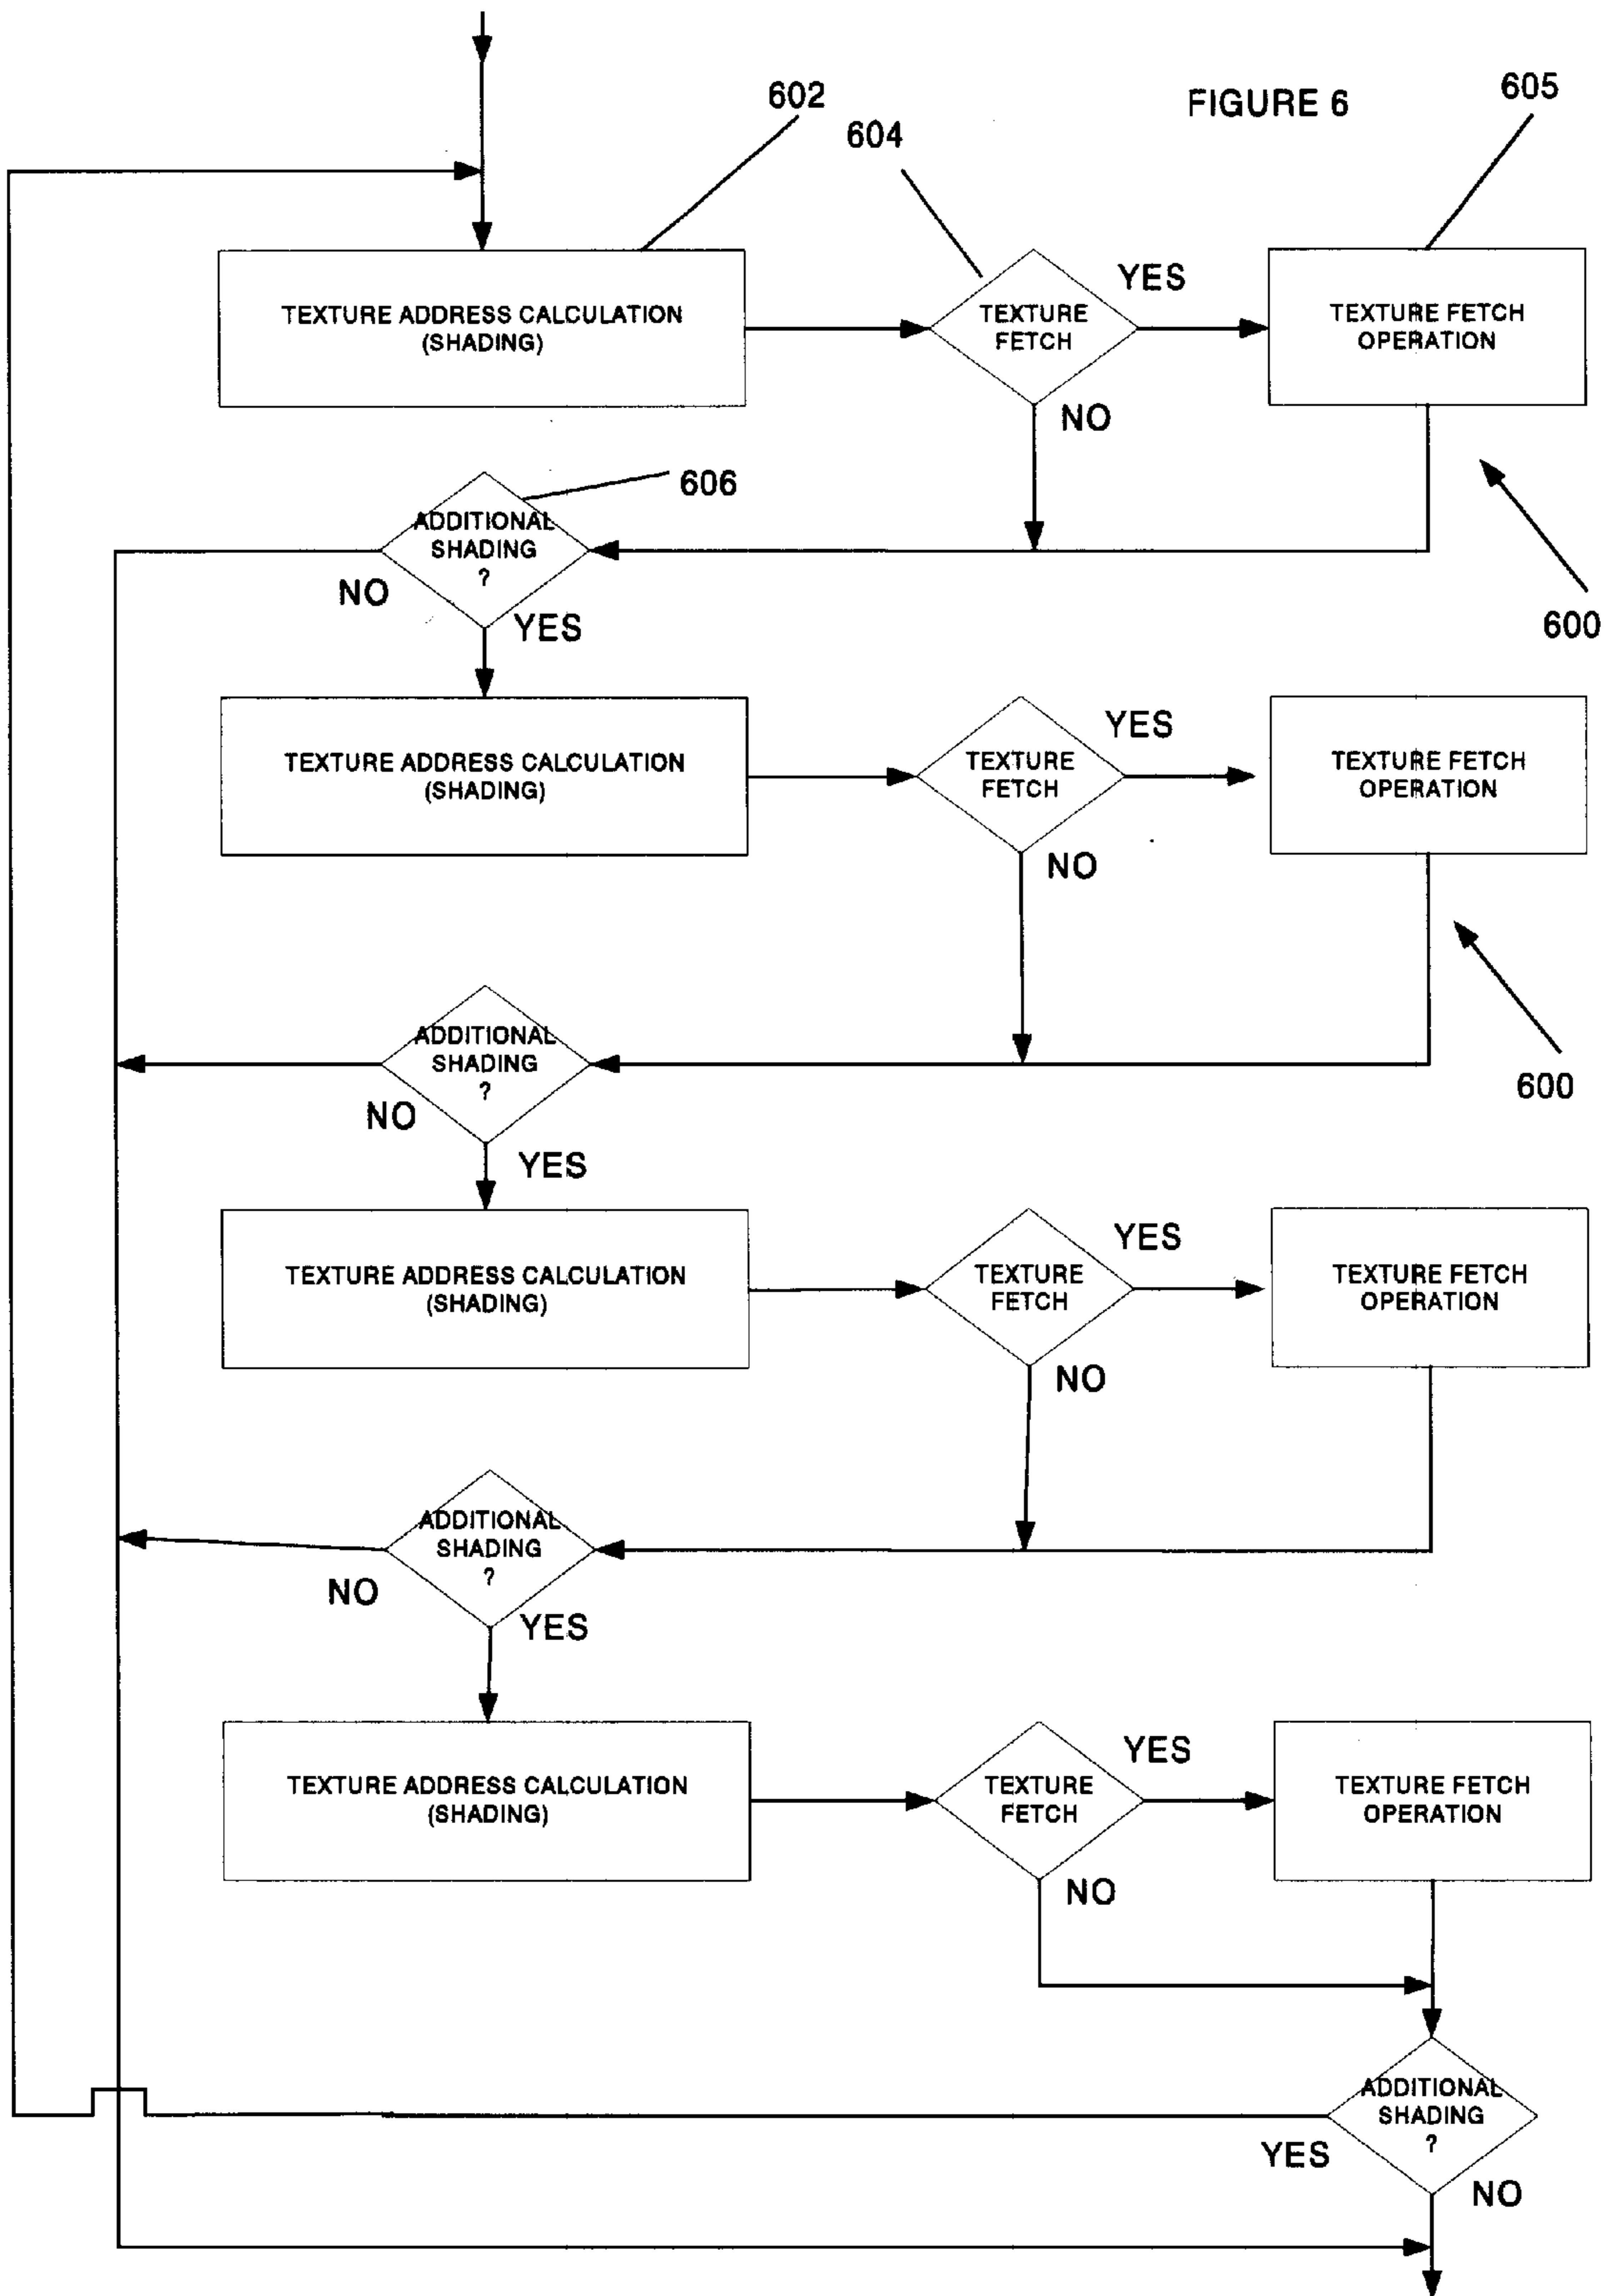 FIGURE 6
602
604
605
TEXTURE ADDRESS CALCULATION
(SHADING)
TEXTURE
FETCH
YES
NO
TEXTURE FETCH
OPERATION
600
606
ADDITIONAL
SHADING
?
NO
YES
TEXTURE ADDRESS CALCULATION
(SHADING)
TEXTURE
FETCH
YES
NO
TEXTURE FETCH
OPERATION
600
ADDITIONAL
SHADING
?
NO
YES
TEXTURE ADDRESS CALCULATION
(SHADING)
TEXTURE
FETCH
YES
NO
TEXTURE FETCH
OPERATION
ADDITIONAL
SHADING
?
NO
YES
TEXTURE ADDRESS CALCULATION
(SHADING)
TEXTURE
FETCH
YES
NO
TEXTURE FETCH
OPERATION
ADDITIONAL
SHADING
?
YES
NO